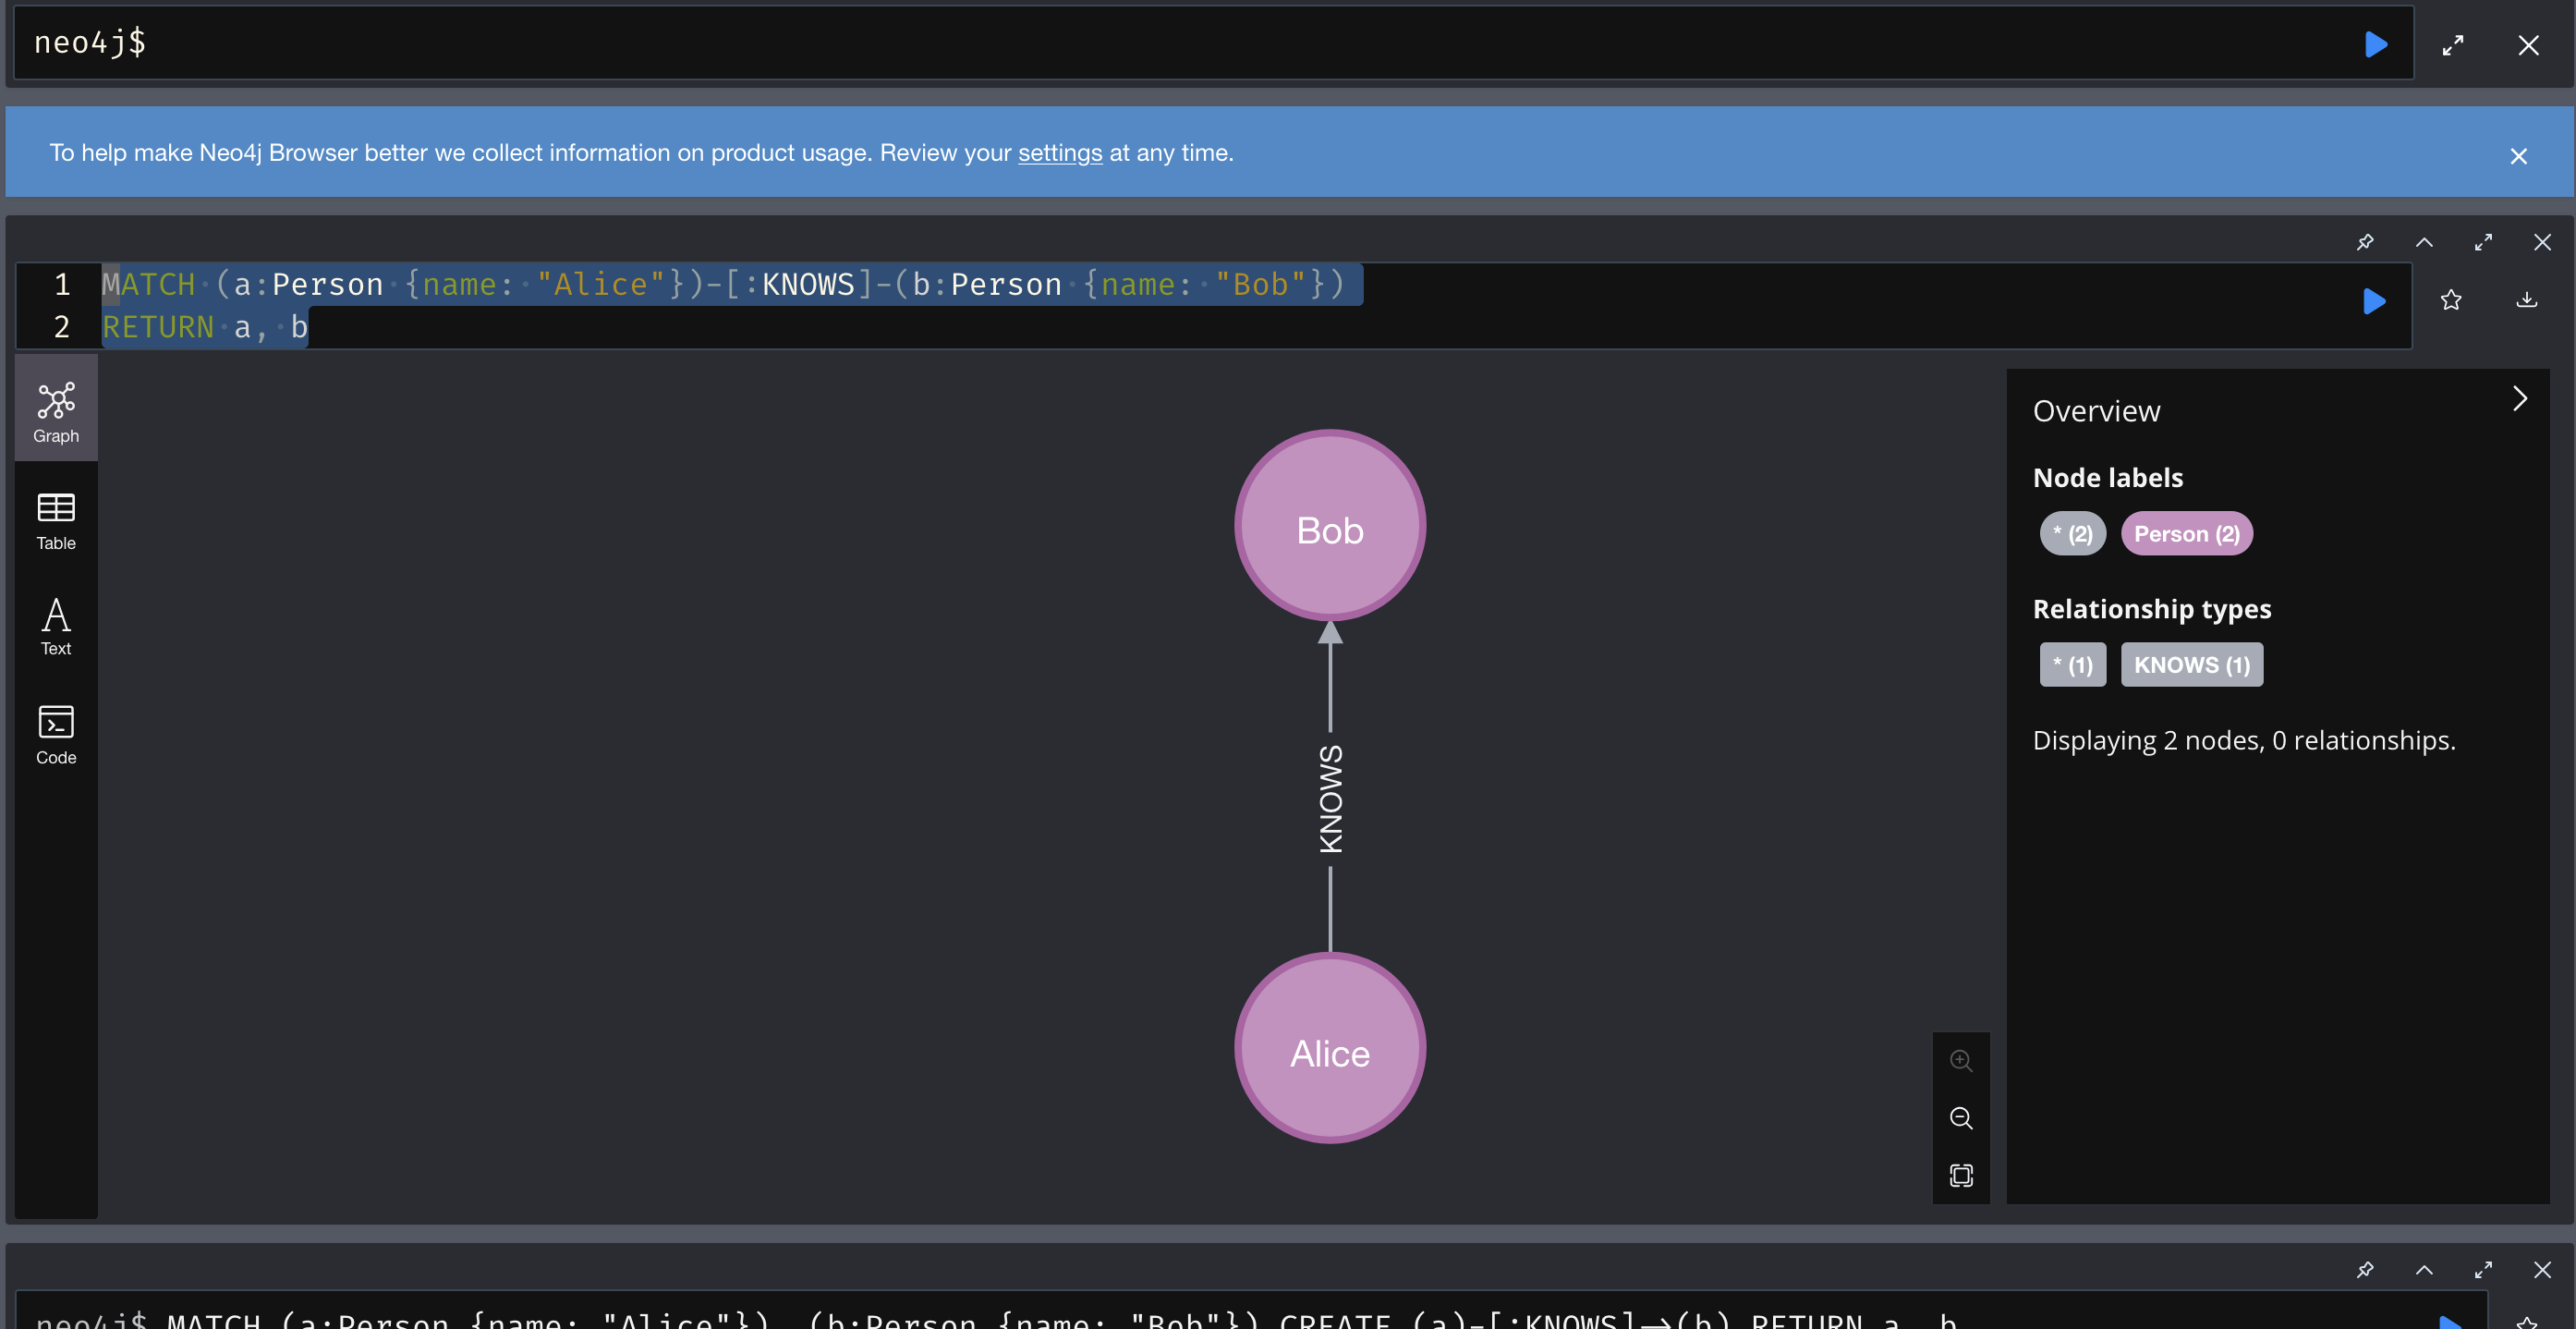 neo4j$
To help make Neo4j Browser better we collect information on product usage. Review your settings at any time.
1 MATCH (a:Person {name: "Alice"})-[:KNOWS]-(b:Person {name: "Bob"})
2 RETURN a, b
Graph
Table
Text
Code
Bob
KNOWS
Alice
Overview
Node labels
* (2) Person (2)
Relationship types
* (1) KNOWS (1)
Displaying 2 nodes, 0 relationships.
neo4j$ MATCH (a:Person {name: "Alice"}), (b:Person {name: "Bob"}) CREATE (a)-[:KNOWS]->(b) RETURN a, b